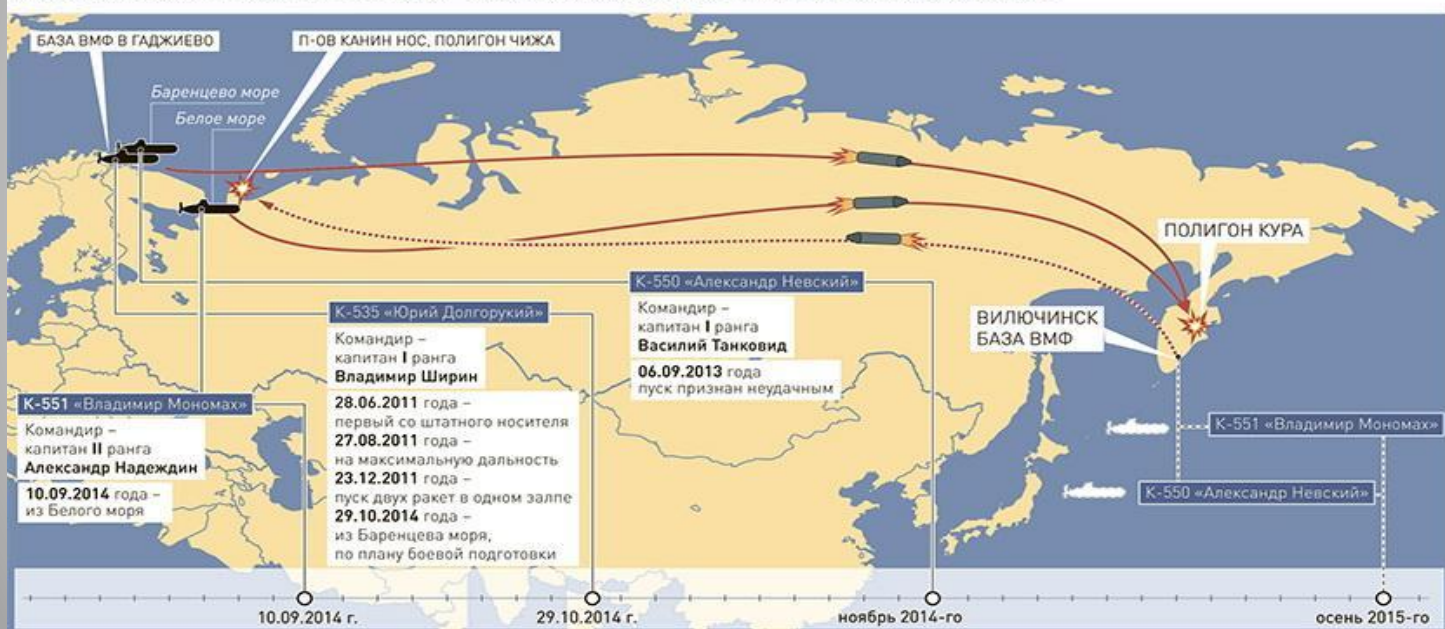 БАЗА ВМФ В ГАДЖИЕВО
П-ОВ КАНИН НОС, ПОЛИГОН ЧИЖА
Баренцево море
Белое море
ПОЛИГОН КУРА
ВИЛЮЧИНСК
БАЗА ВМФ
К-550 «Александр Невский»
Командир –
капитан I ранга
Василий Танковид
06.09.2013 года
пуск признан неудачным
К-535 «Юрий Долгорукий»
Командир –
капитан I ранга
Владимир Ширин
28.06.2011 года –
первый со штатного носителя
27.08.2011 года –
на максимальную дальность
23.12.2011 года –
пуск двух ракет в одном залпе
29.10.2014 года –
из Баренцева моря,
по плану боевой подготовки
К-551 «Владимир Мономах»
Командир –
капитан II ранга
Александр Надеждин
10.09.2014 года –
из Белого моря
К-551 «Владимир Мономах»
К-550 «Александр Невский»
10.09.2014 г.
29.10.2014 г.
ноябрь 2014-го
осень 2015-го